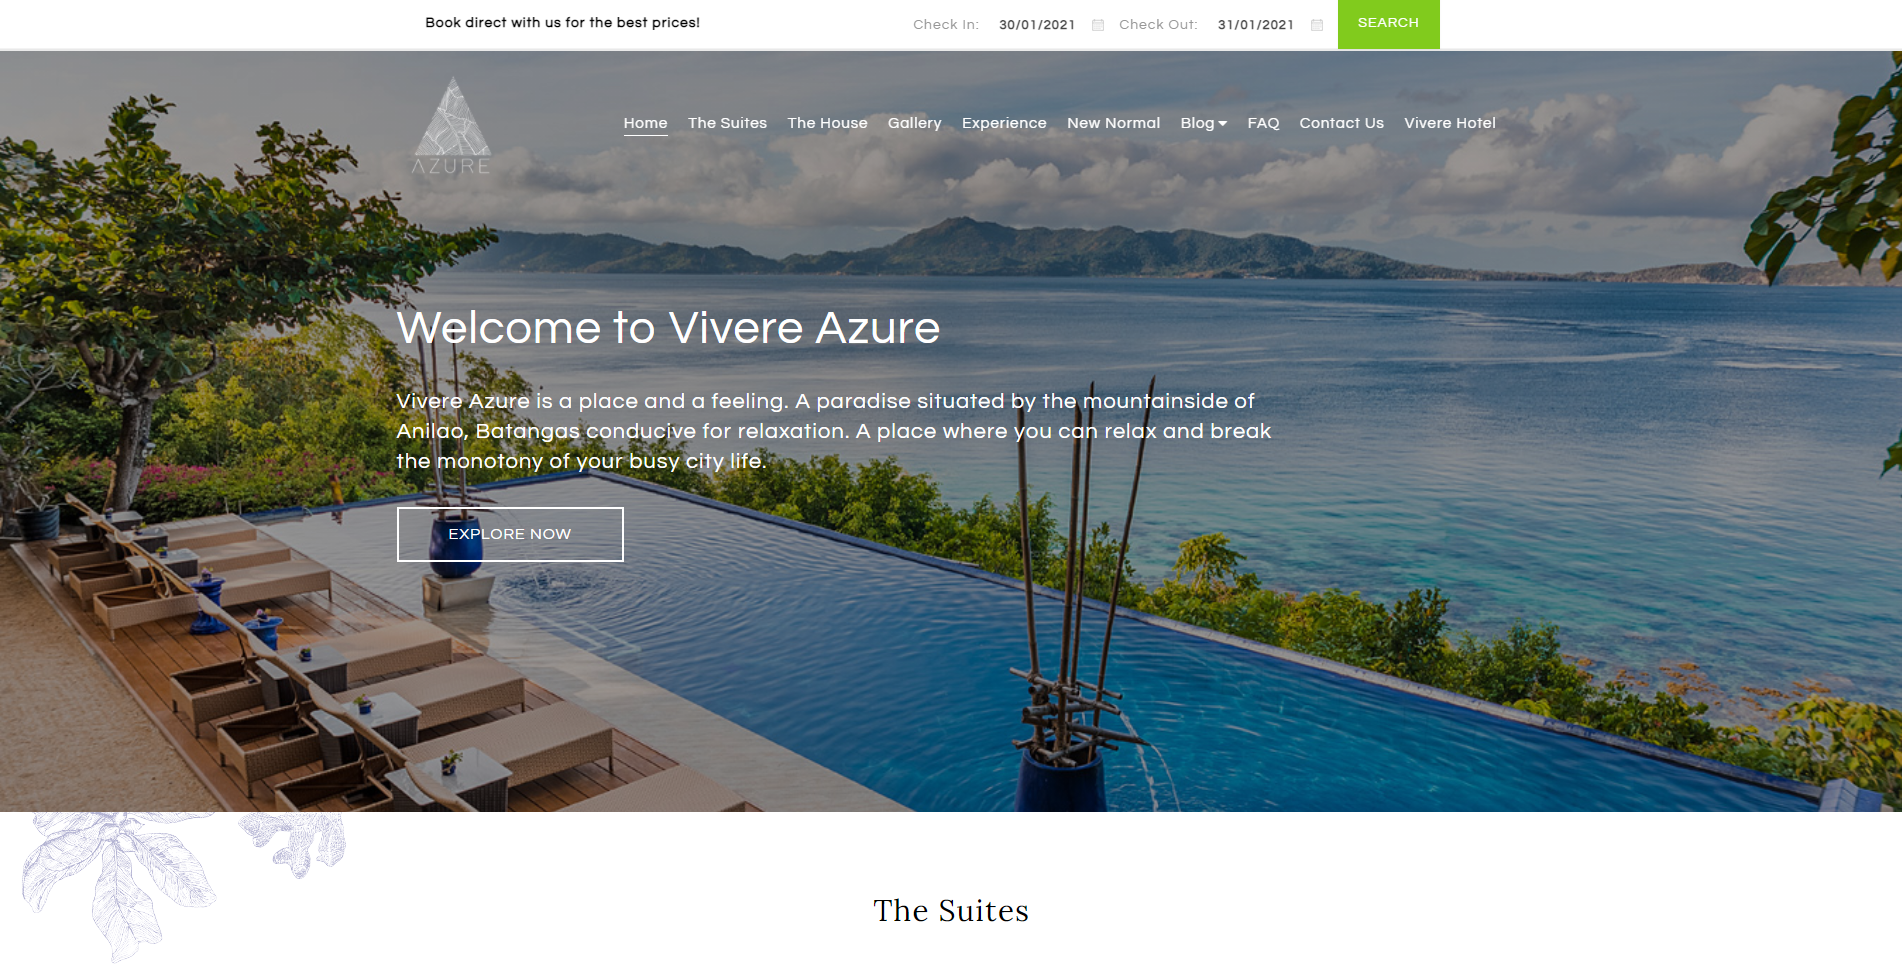 Book direct with us for the best prices!
Check In: 30/01/2021 Check Out: 31/01/2021 SEARCH
AZURE
Home The Suites The House Gallery Experience New Normal Blog FAQ Contact Us Vivere Hotel
Welcome to Vivere Azure
Vivere Azure is a place and a feeling. A paradise situated by the mountainside of
Anilao, Batangas conducive for relaxation. A place where you can relax and break
the monotony of your busy city life.
EXPLORE NOW
The Suites